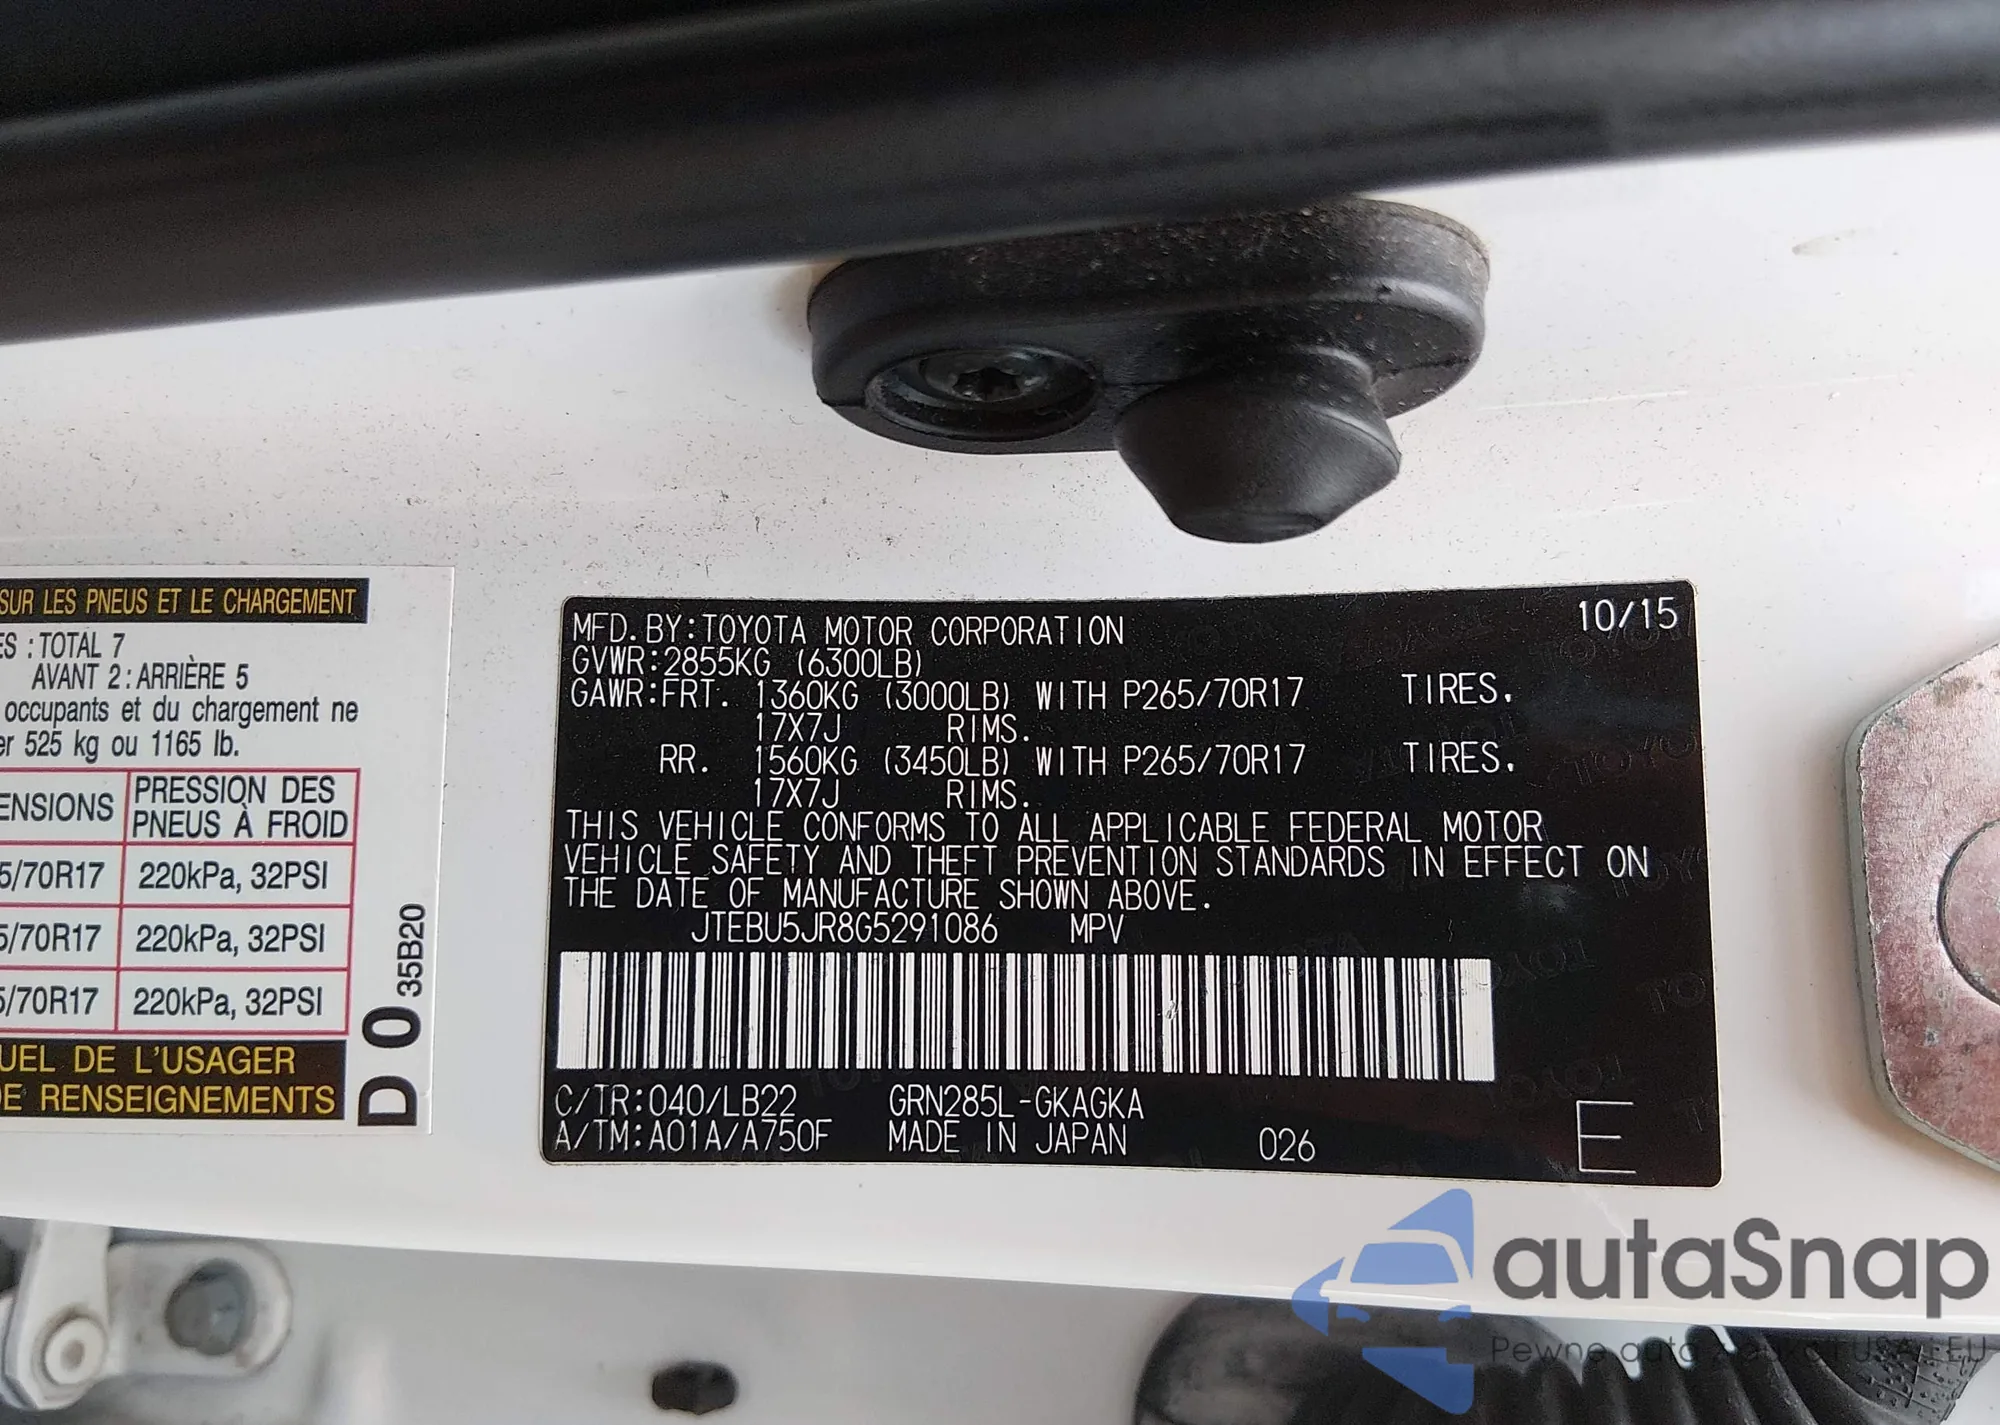 SUR LES PNEUS ET LE CHARGEMENT
ES : TOTAL 7
AVANT 2 : ARRIÈRE 5
occupants et du chargement ne
er 525 kg ou 1165 lb.
ENSIONS PRESSION DES
PNEUS À FROID
5/70R17 220kPa, 32PSI
5/70R17 220kPa, 32PSI
5/70R17 220kPa, 32PSI
UEL DE L'USAGER
DE RENSEIGNEMENTS
D 0 35B20
10/15
MFD. BY:TOYOTA MOTOR CORPORATION
GVWR:2855KG (6300LB)
GAWR:FRT. 1360KG (3000LB) WITH P265/70R17 TIRES.
17X7J RIMS.
RR. 1560KG (3450LB) WITH P265/70R17 TIRES.
17X7J RIMS.
THIS VEHICLE CONFORMS TO ALL APPLICABLE FEDERAL MOTOR
VEHICLE SAFETY AND THEFT PREVENTION STANDARDS IN EFFECT ON
THE DATE OF MANUFACTURE SHOWN ABOVE.
JTEBU5JR8G5291086 MPV
C/TR:040/LB22 GRN285L-GKAGKA
A/TM:A01A/A750F MADE IN JAPAN 026 E
autaSnap
Pewne auto z aukcji USA i EU